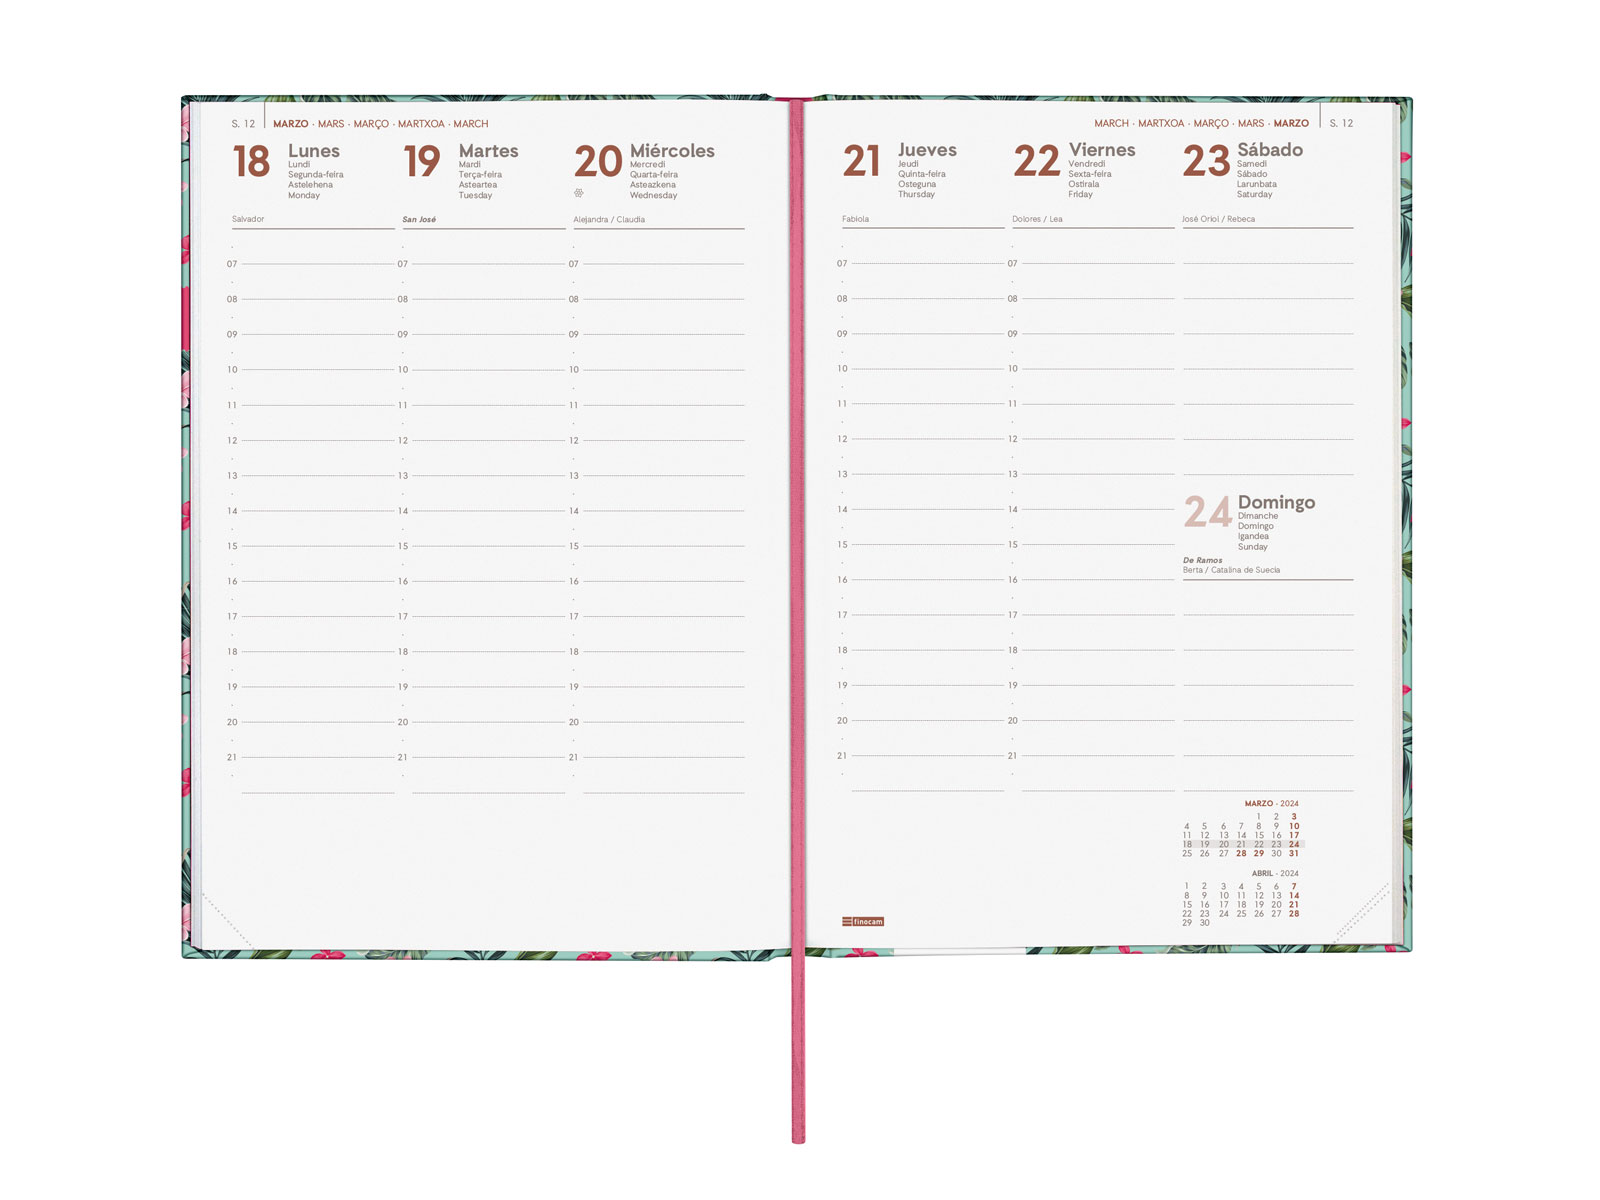 S. 12 | MARZO · MARS · MARÇO · MARTXOA · MARCH
18 Lunes
Lundi
Segunda-feira
Astelehena
Monday
Salvador
07
08
09
10
11
12
13
14
15
16
17
18
19
20
21
19 Martes
Mardi
Terça-feira
Asteartea
Tuesday
San José
07
08
09
10
11
12
13
14
15
16
17
18
19
20
21
20 Miércoles
Mercredi
Quarta-feira
Asteazkena
Wednesday
Alejandra / Claudia
07
08
09
10
11
12
13
14
15
16
17
18
19
20
21
MARCH · MARTXOA · MARÇO · MARS · MARZO | S. 12
21 Jueves
Jeudi
Quinta-feira
Osteguna
Thursday
Fabiola
07
08
09
10
11
12
13
14
15
16
17
18
19
20
21
22 Viernes
Vendredi
Sexta-feira
Ostirala
Friday
Dolores / Lea
07
08
09
10
11
12
13
14
15
16
17
18
19
20
21
23 Sábado
Samedi
Sábado
Larunbata
Saturday
José Oriol / Rebeca
24 Domingo
Dimanche
Domingo
Igandea
Sunday
De Ramos
Berta / Catalina de Suecia
MARZO · 2024
1 2 3
4 5 6 7 8 9 10
11 12 13 14 15 16 17
18 19 20 21 22 23 24
25 26 27 28 29 30 31
ABRIL · 2024
1 2 3 4 5 6 7
8 9 10 11 12 13 14
15 16 17 18 19 20 21
22 23 24 25 26 27 28
29 30
finocam